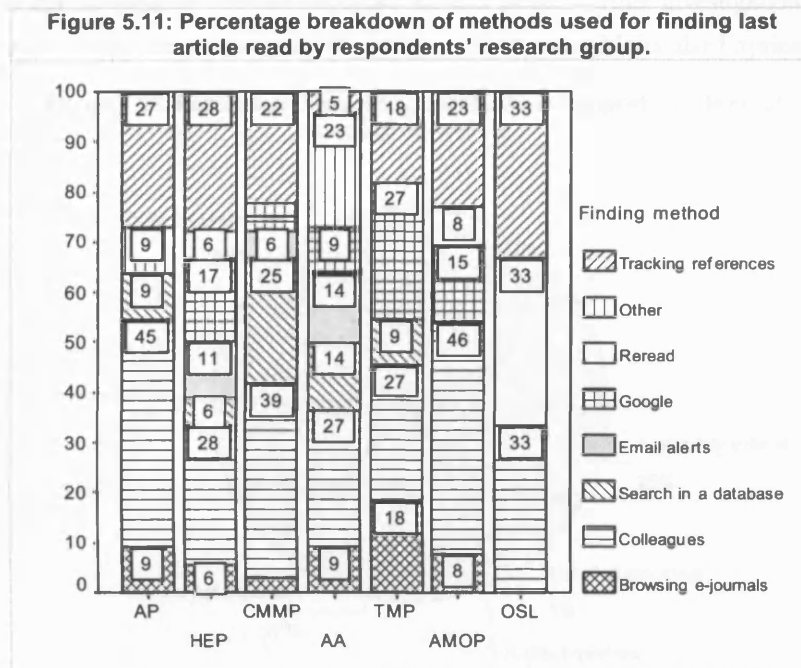 Figure 5.11: Percentage breakdown of methods used for finding last
article read by respondents' research group.
100
90
80
70
60
50
40
30
20
10
0
27
9
9
45
9
28
6
17
11
6
28
6
22
6
25
39
5
23
9
14
14
27
9
18
27
9
27
18
23
8
15
46
8
33
33
33
AP
HEP
CMMP
AA
TMP
AMOP
OSL
Finding method
Tracking references
Other
Reread
Google
Email alerts
Search in a database
Colleagues
Browsing e-journals